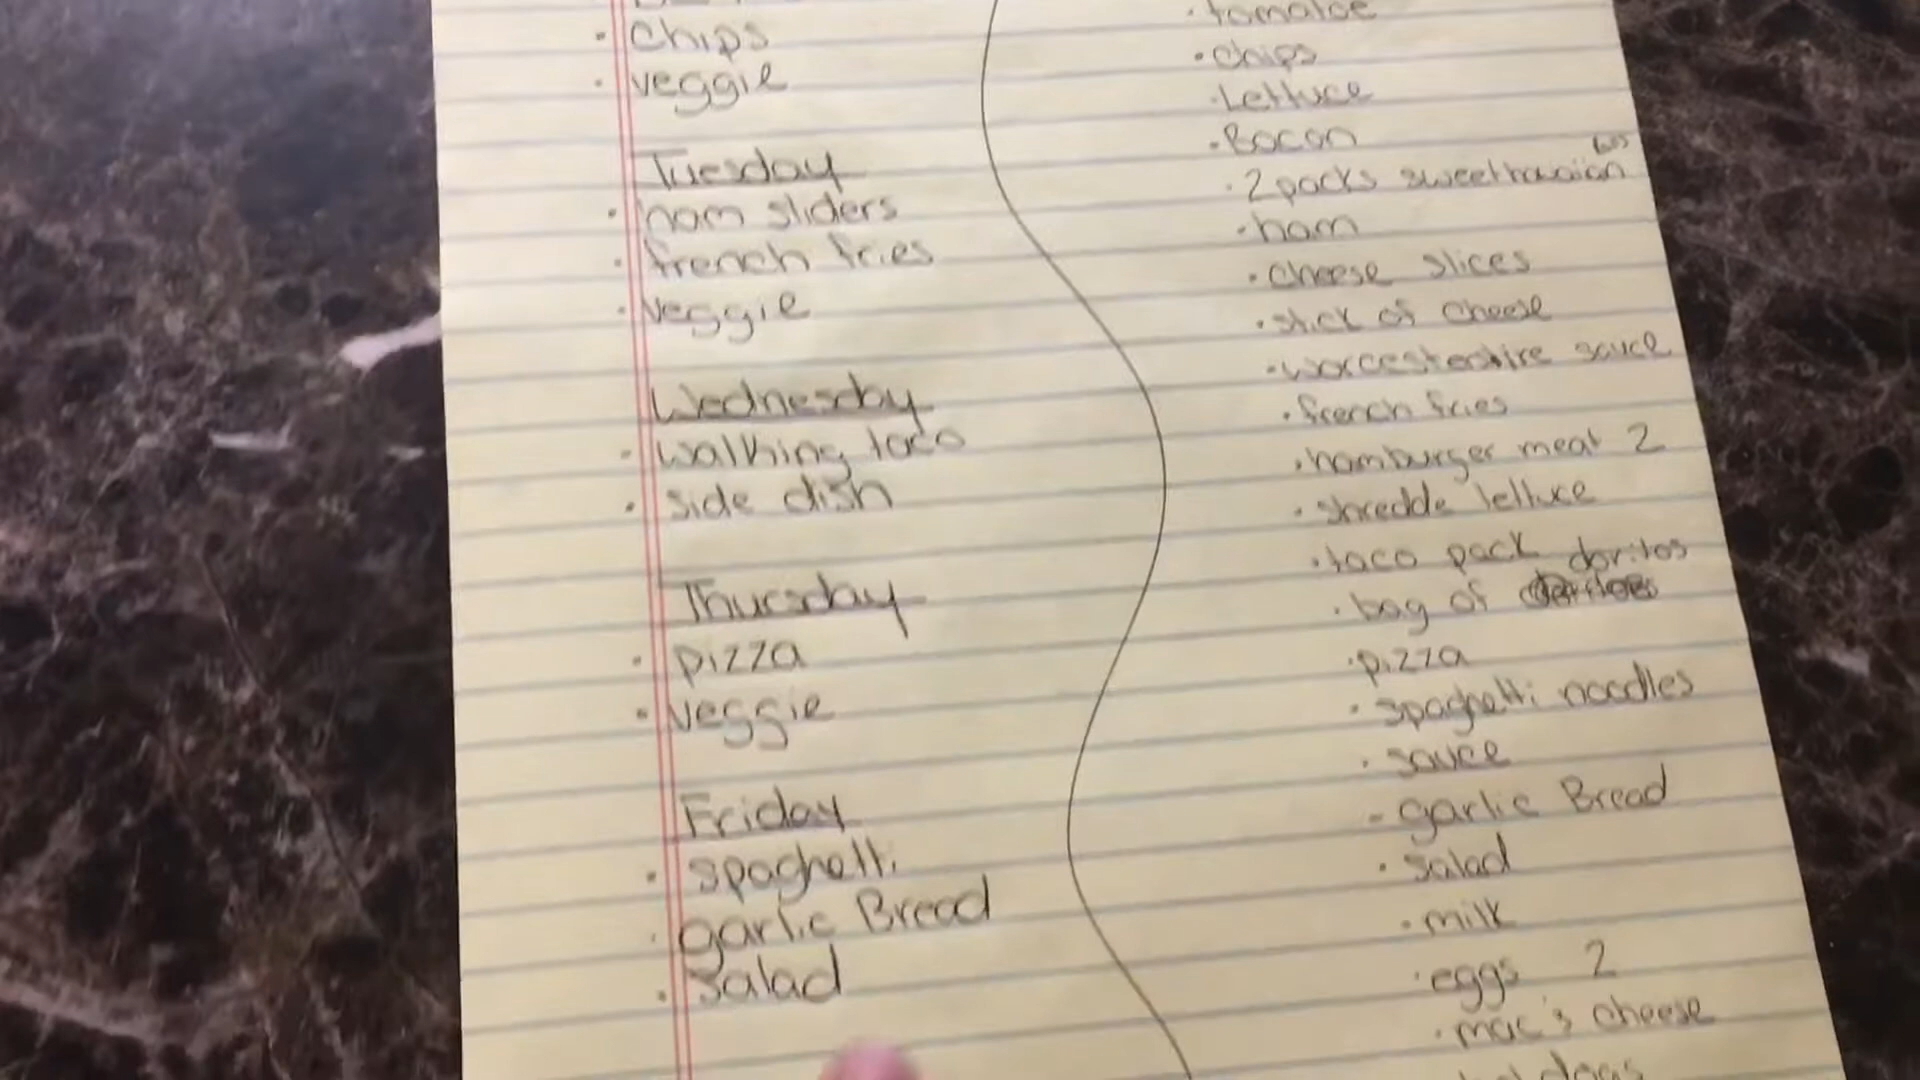 • Chips
• veggie
Tuesday
• ham sliders
• french fries
• Veggie
Wednesday
• walking taco
• side dish
Thursday
• pizza
• Veggie
Friday
• spaghetti
• garlic Bread
• Salad
• tomatoe
• chips
• Lettuce
• Bacon
• 2 packs sweet hawaiian
• ham
• cheese slices
• stick of cheese
• french fries
• hamburger meat 2
• shredde lettuce
• taco pack
• bag of doritos
• pizza
• spaghetti noodles
• sauce
- garlic Bread
• salad
• milk
• eggs 2
• mac & cheese
dogs